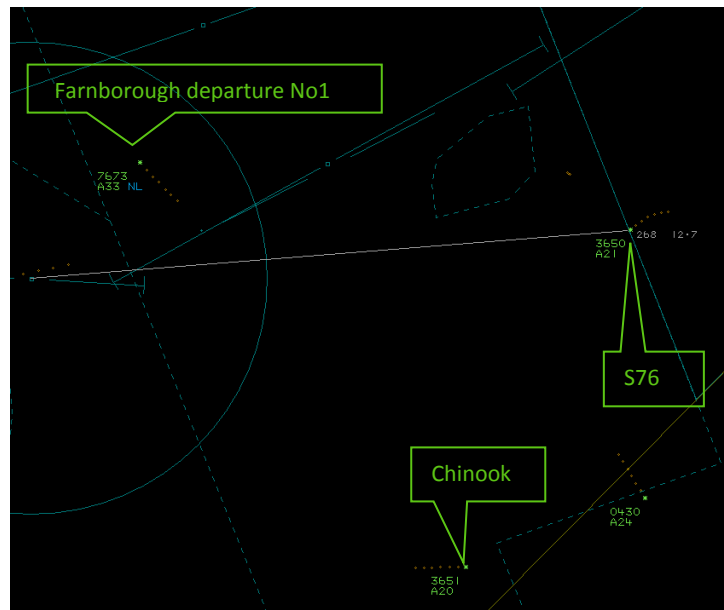 Farnborough departure No1
7673
A33 NL
268 12.7
3650
A21
S76
Chinook
0430
A24
3651
A20